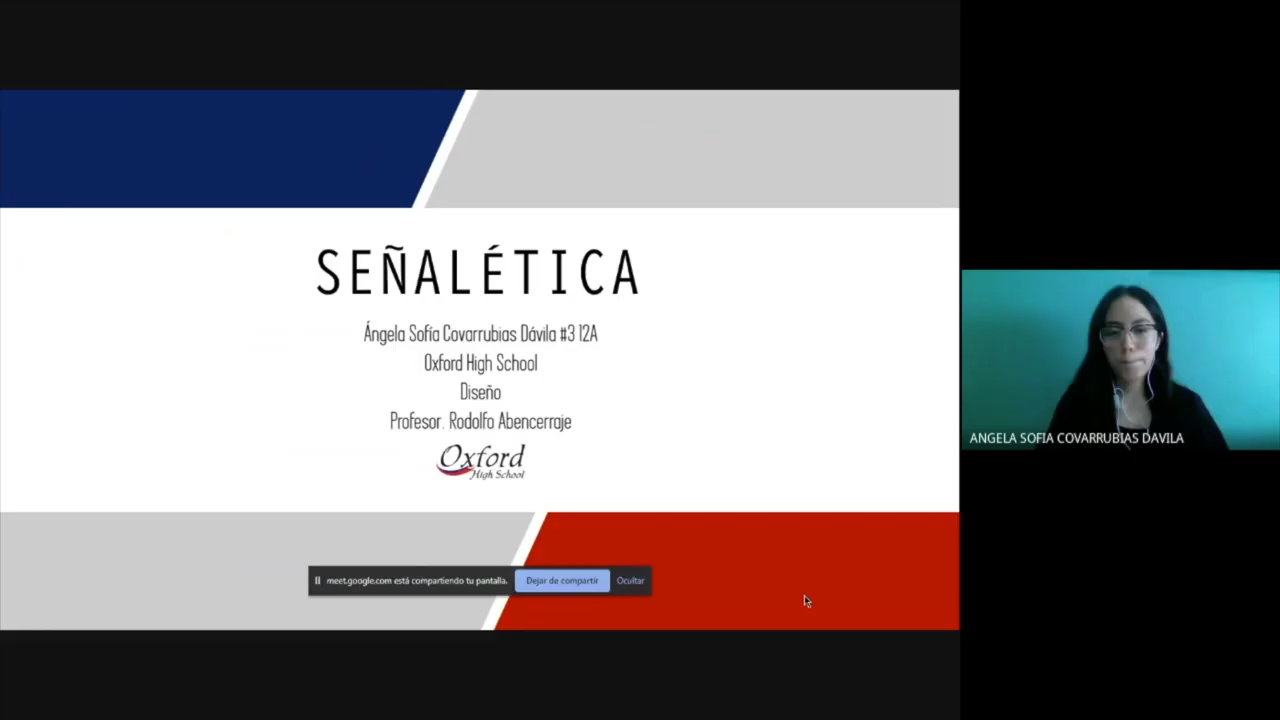 SEÑALÉTICA
Ángela Sofía Covarrubias Dávila #3 12A
Oxford High School
Diseño
Profesor. Rodolfo Abencerraje
Oxford
High School
meet.google.com está compartiendo tu pantalla. Dejar de compartir Ocultar
ANGELA SOFIA COVARRUBIAS DAVILA